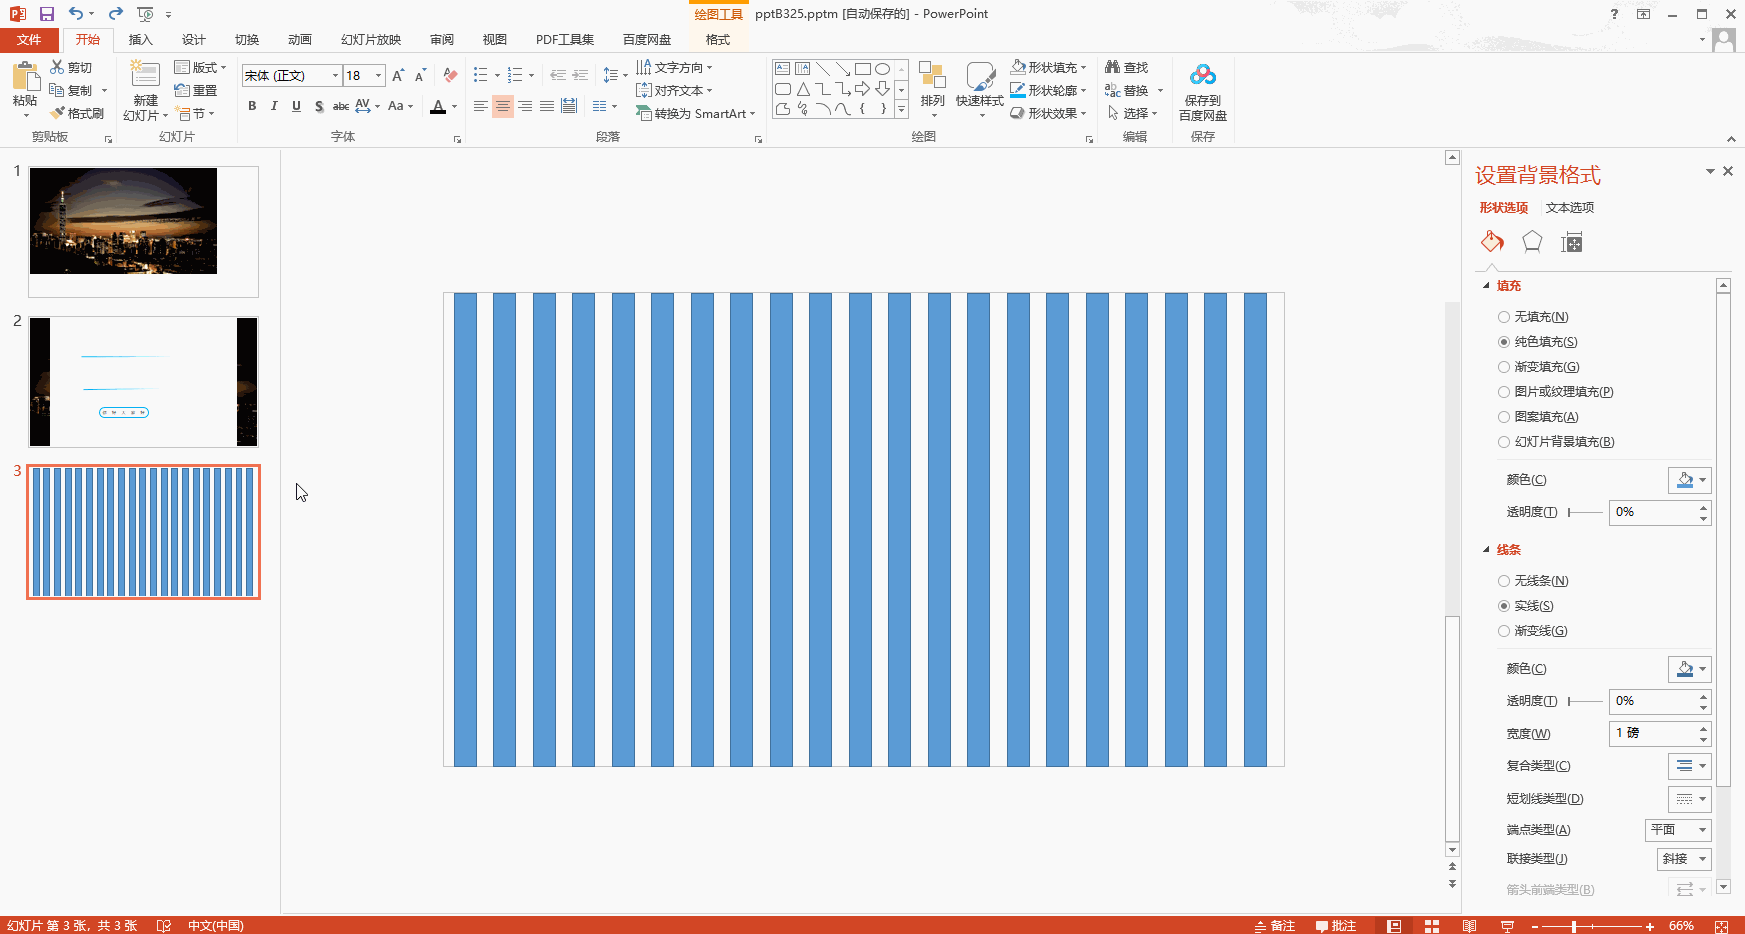 绘图工具 pptB325.pptm [自动保存的] - PowerPoint
文件 开始 插入 设计 切换 动画 幻灯片放映 审阅 视图 PDF工具集 百度网盘 格式
粘贴 剪切 复制 格式刷 剪贴板
新建 幻灯片 版式 重置 节 幻灯片
宋体 (正文) 18
B I U S abc AV Aa A 字体
文字方向 对齐文本 转换为 SmartArt 段落
排列 快速样式 形状填充 形状轮廓 形状效果 绘图
查找 替换 选择 编辑
保存到 百度网盘 保存
1
2
3
设置背景格式
形状选项 文本选项
填充
无填充(N)
纯色填充(S)
渐变填充(G)
图片或纹理填充(P)
图案填充(A)
幻灯片背景填充(B)
颜色(C)
透明度(T) 0%
线条
无线条(N)
实线(S)
渐变线(G)
颜色(C)
透明度(T) 0%
宽度(W) 1 磅
复合类型(C)
短划线类型(D)
端点类型(A) 平面
联接类型(J) 斜接
箭头前端类型(B)
幻灯片 第 3 张，共 3 张 中文(中国) 备注 批注 66%